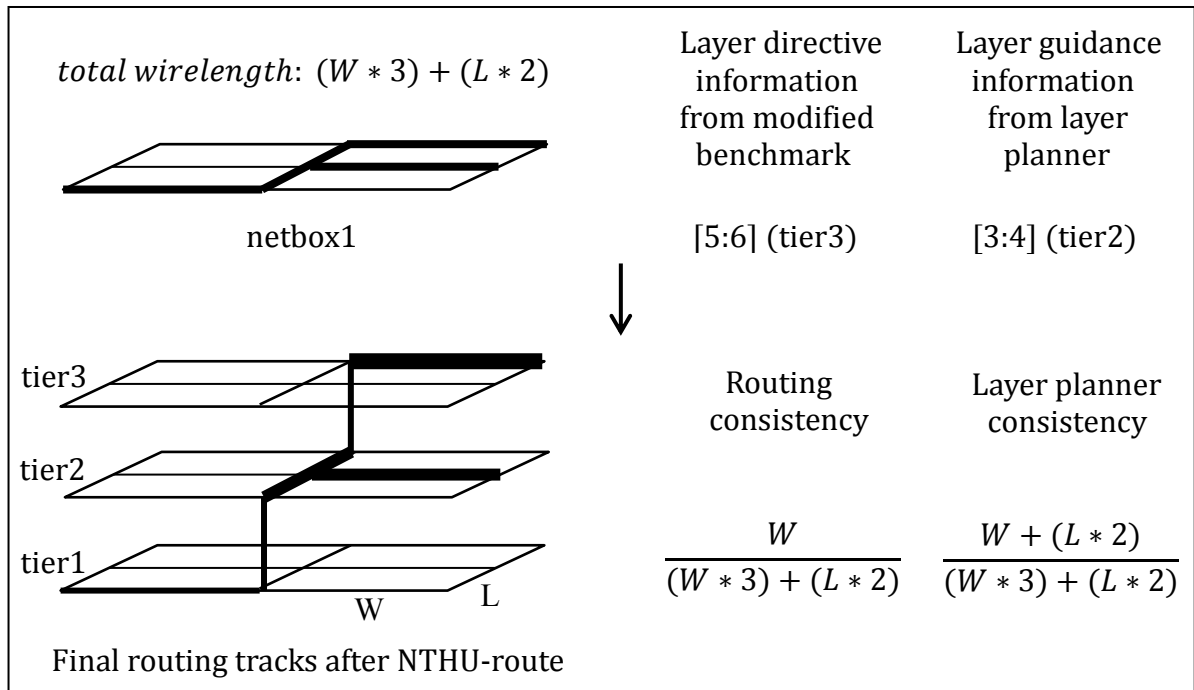 total wirelength: (W * 3) + (L * 2)
netbox1
Layer directive
information
from modified
benchmark
[5:6] (tier3)
Layer guidance
information
from layer
planner
[3:4] (tier2)
tier3
tier2
tier1
W
L
Final routing tracks after NTHU-route
Routing
consistency
W
(W * 3) + (L * 2)
Layer planner
consistency
W + (L * 2)
(W * 3) + (L * 2)